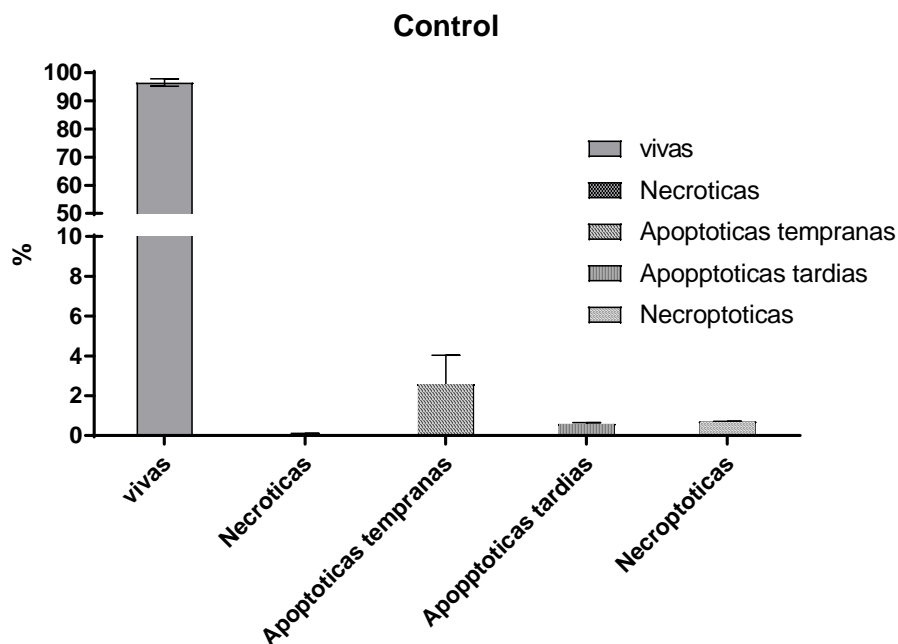 Control
100
90
80
70
60
50
10
8
6
4
2
0
%
vivas
Necroticas
Apoptoticas tempranas
Apopptoticas tardias
Necroptoticas
vivas
Necroticas
Apoptoticas tempranas
Apopptoticas tardias
Necroptoticas